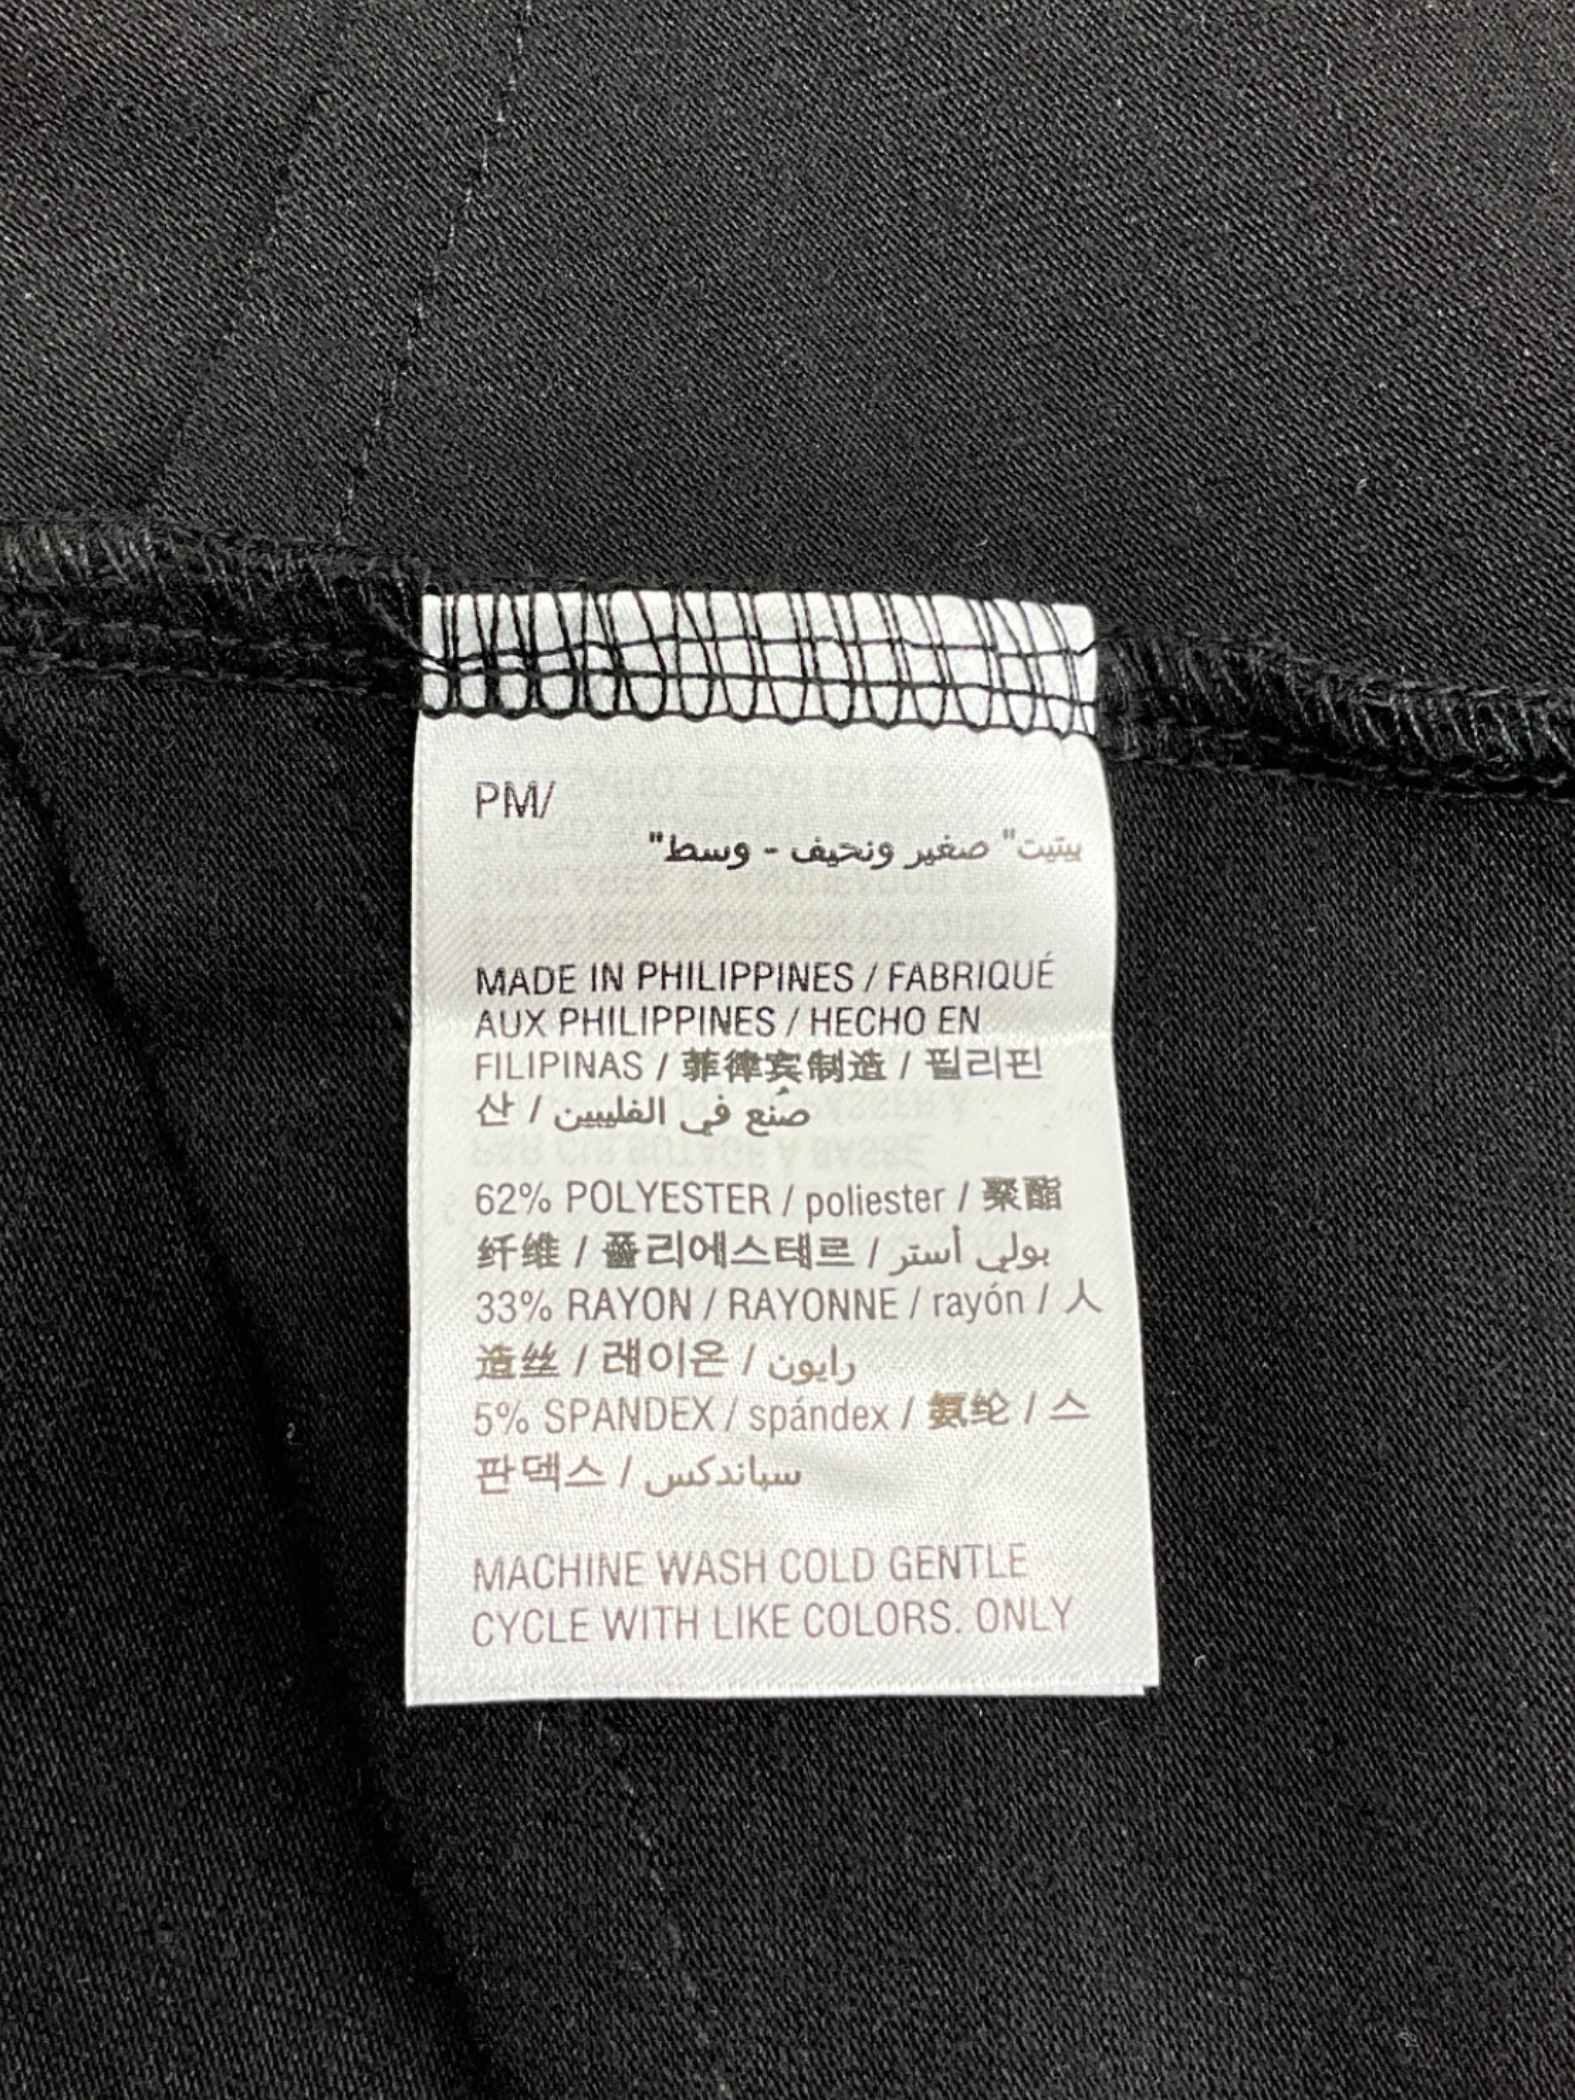 PM/
بيتيت" صغير ونحيف - وسط"
MADE IN PHILIPPINES / FABRIQUÉ
AUX PHILIPPINES / HECHO EN
FILIPINAS / 菲律宾制造 / 필리핀
산 / صُنع في الفليبين
62% POLYESTER / poliester / 聚酯
纤维 / 폴리에스테르 / بولي أستر
33% RAYON / RAYONNE / rayón / 人
造丝 / 레이온 / رايون
5% SPANDEX / spándex / 氨纶 / 스
판덱스 / سباندكس
MACHINE WASH COLD GENTLE
CYCLE WITH LIKE COLORS. ONLY